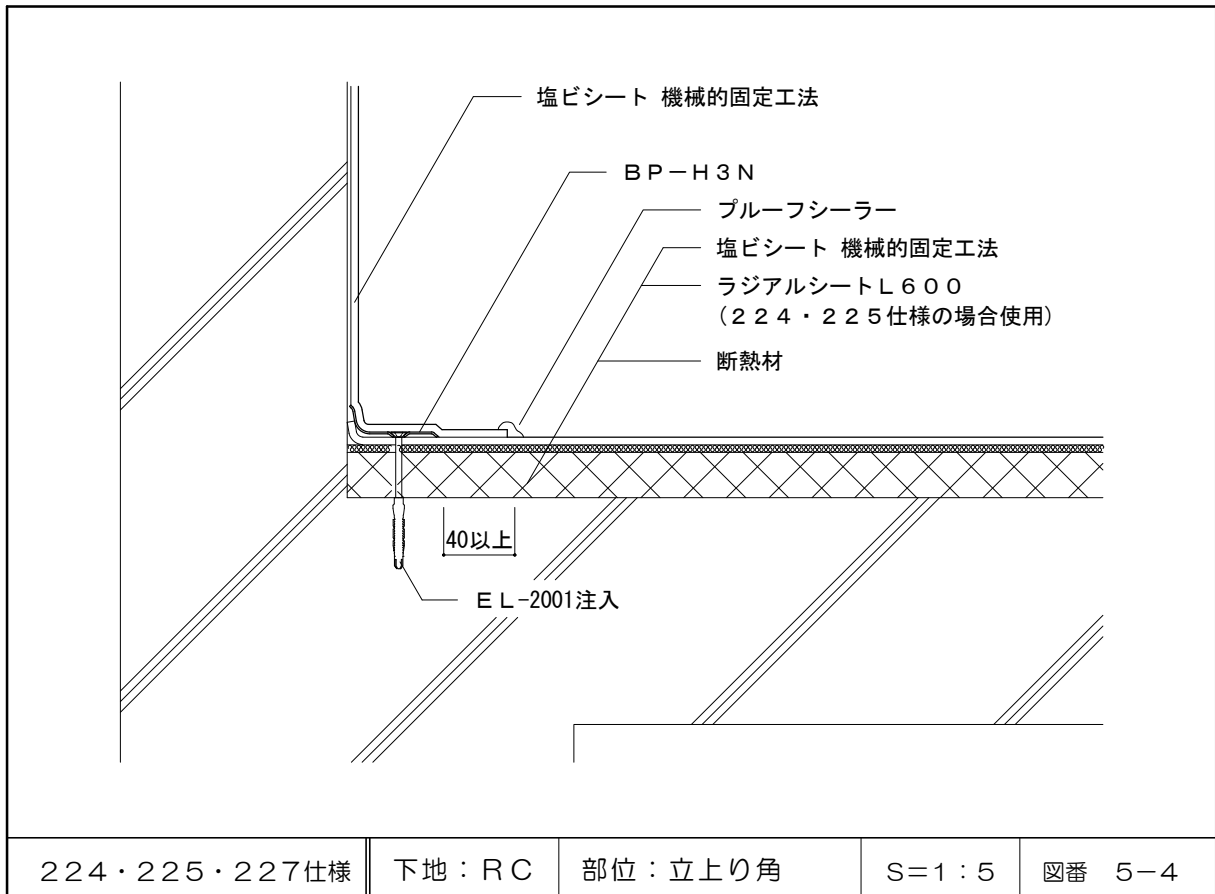 塩ビシート 機械的固定工法
ＢＰ－Ｈ３Ｎ
プルーフシーラー
塩ビシート 機械的固定工法
ラジアルシートＬ６００
（２２４・２２５仕様の場合使用）
断熱材
40以上
ＥＬ-2001注入
２２４・２２５・２２７仕様
下地：ＲＣ
部位：立上り角
Ｓ＝１：５
図番　５－４